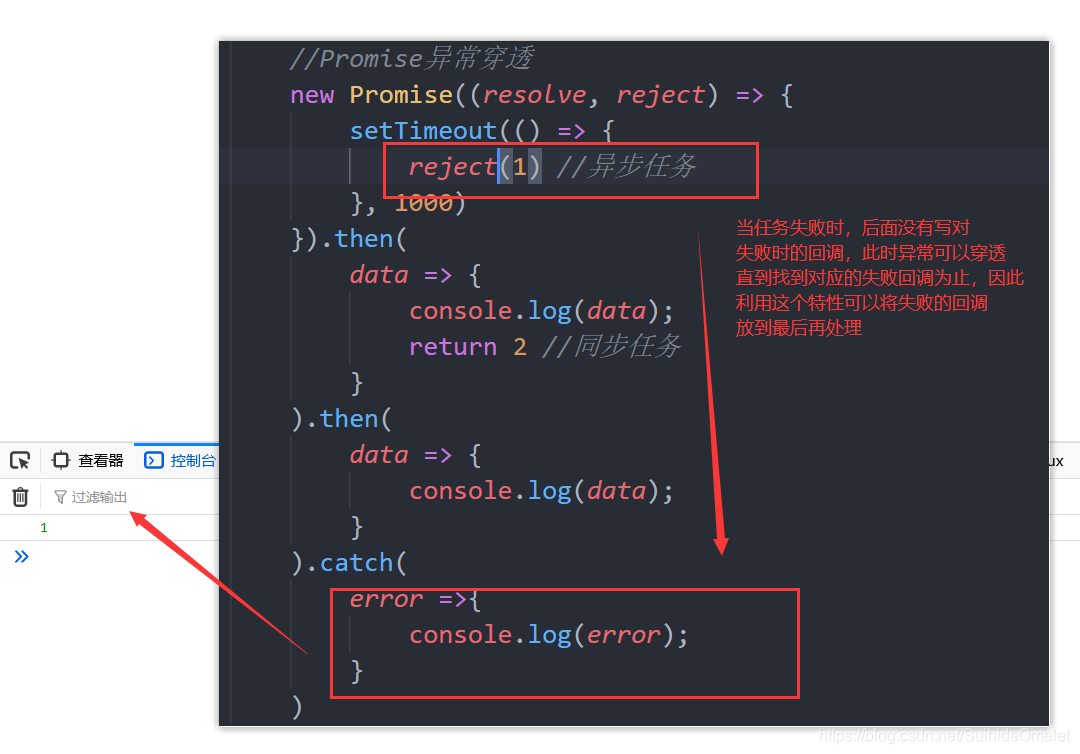 //Promise异常穿透
new Promise((resolve, reject) => {
setTimeout(() => {
reject(1) //异步任务
}, 1000)
}).then(
data => {
console.log(data);
return 2 //同步任务
}
).then(
data => {
console.log(data);
}
).catch(
error =>{
console.log(error);
}
)
当任务失败时，后面没有写对
失败时的回调，此时异常可以穿透
直到找到对应的失败回调为止，因此
利用这个特性可以将失败的回调
放到最后再处理
查看器 控制台
ux
过滤输出
1
https://blog.csdn.net/SuihideOmelet